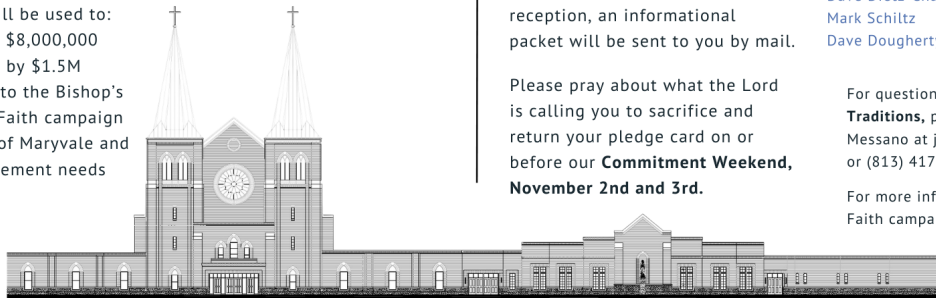 ll be used to:
$8,000,000
by $1.5M
to the Bishop's
Faith campaign
of Maryvale and
ement needs
reception, an informational
packet will be sent to you by mail.
Please pray about what the Lord
is calling you to sacrifice and
return your pledge card on or
before our Commitment Weekend,
November 2nd and 3rd.
Mark Schiltz
Dave Dougherty
For question
Traditions, p
Messano at j
or (813) 417
For more inf
Faith campa